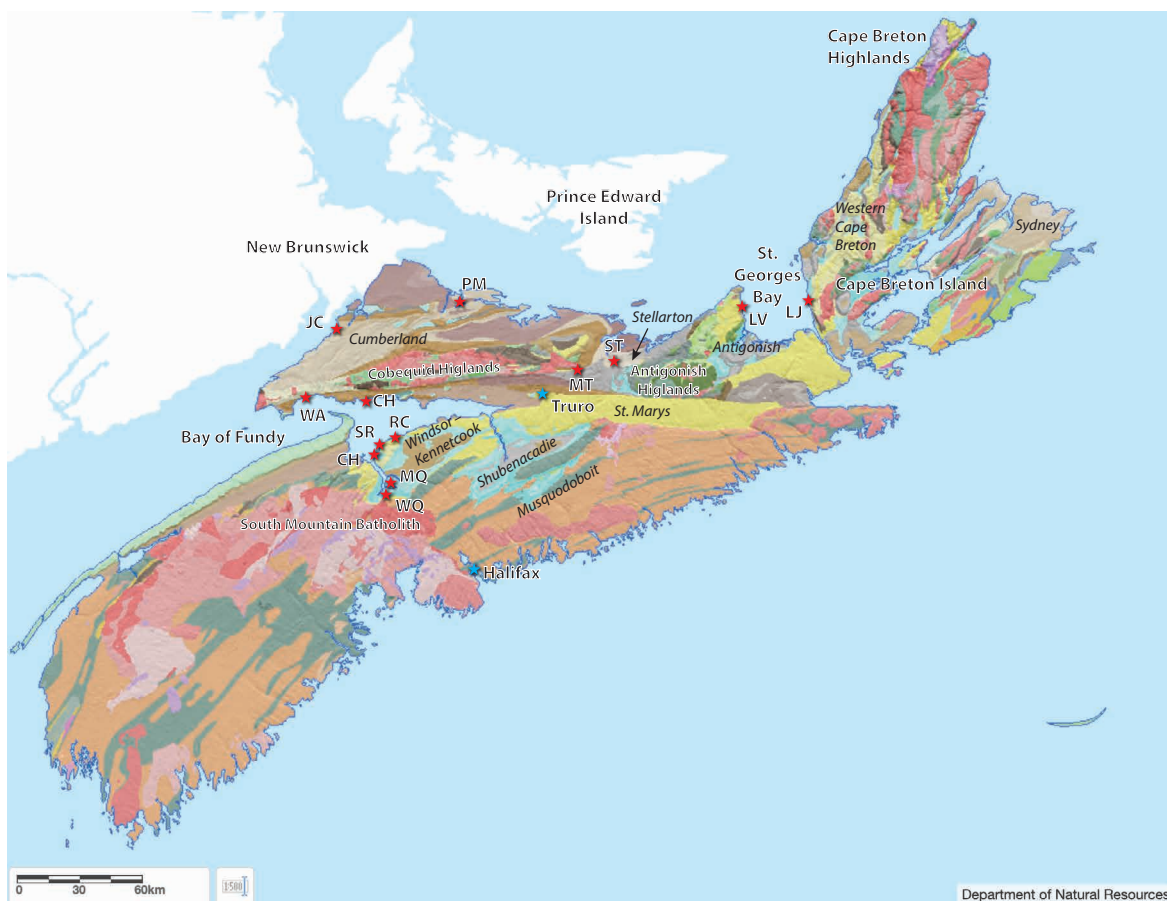 Cape Breton
Highlands
Prince Edward
Island
New Brunswick
Western
Cape
Breton
Sydney
St.
Georges
Bay
Cape Breton Island
PM
LV
LJ
JC
Stellarton
Cumberland
ST
Antigonish
Cobequid Higlands
MT
Antigonish
Higlands
WA
CH
Truro
St. Marys
Bay of Fundy
SR
RC
Windsor-
Kennetcook
CH
Shubenacadie
MQ
Musquodoboit
WQ
South Mountain Batholith
Halifax
0 30 60km
1500
Department of Natural Resources